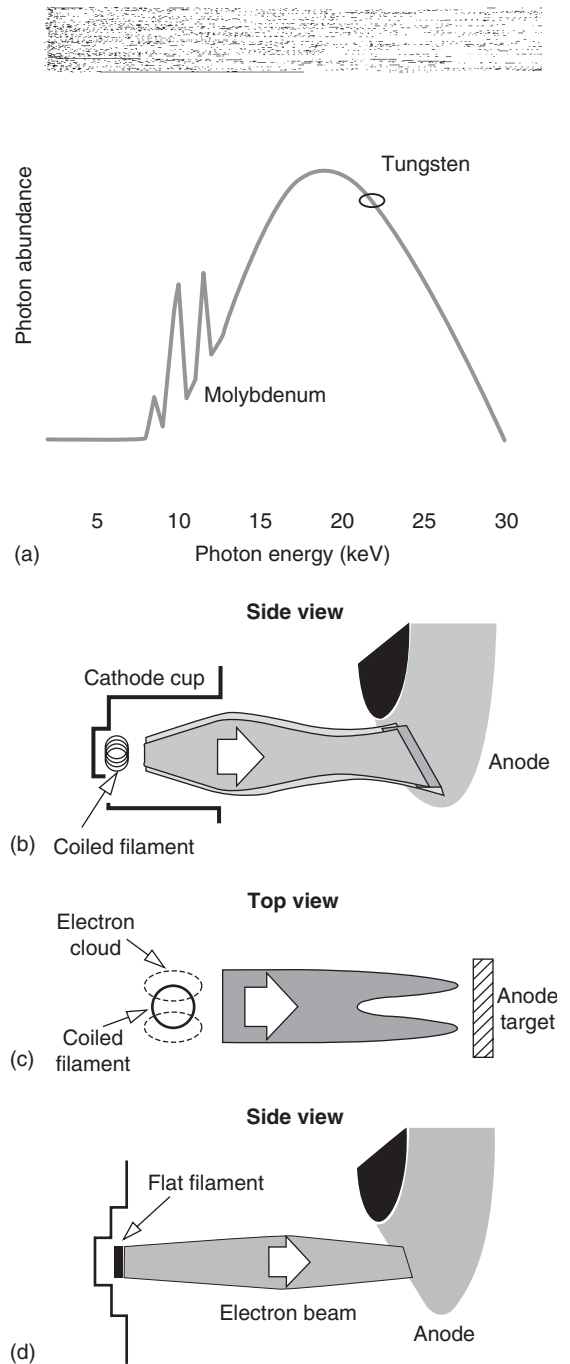 Tungsten
Photon abundance
Molybdenum
5 10 15 20 25 30
(a) Photon energy (keV)
Side view
Cathode cup
Anode
(b) Coiled filament
Top view
Electron
cloud
Coiled
filament
Anode
target
(c)
Side view
Flat filament
Electron beam
Anode
(d)